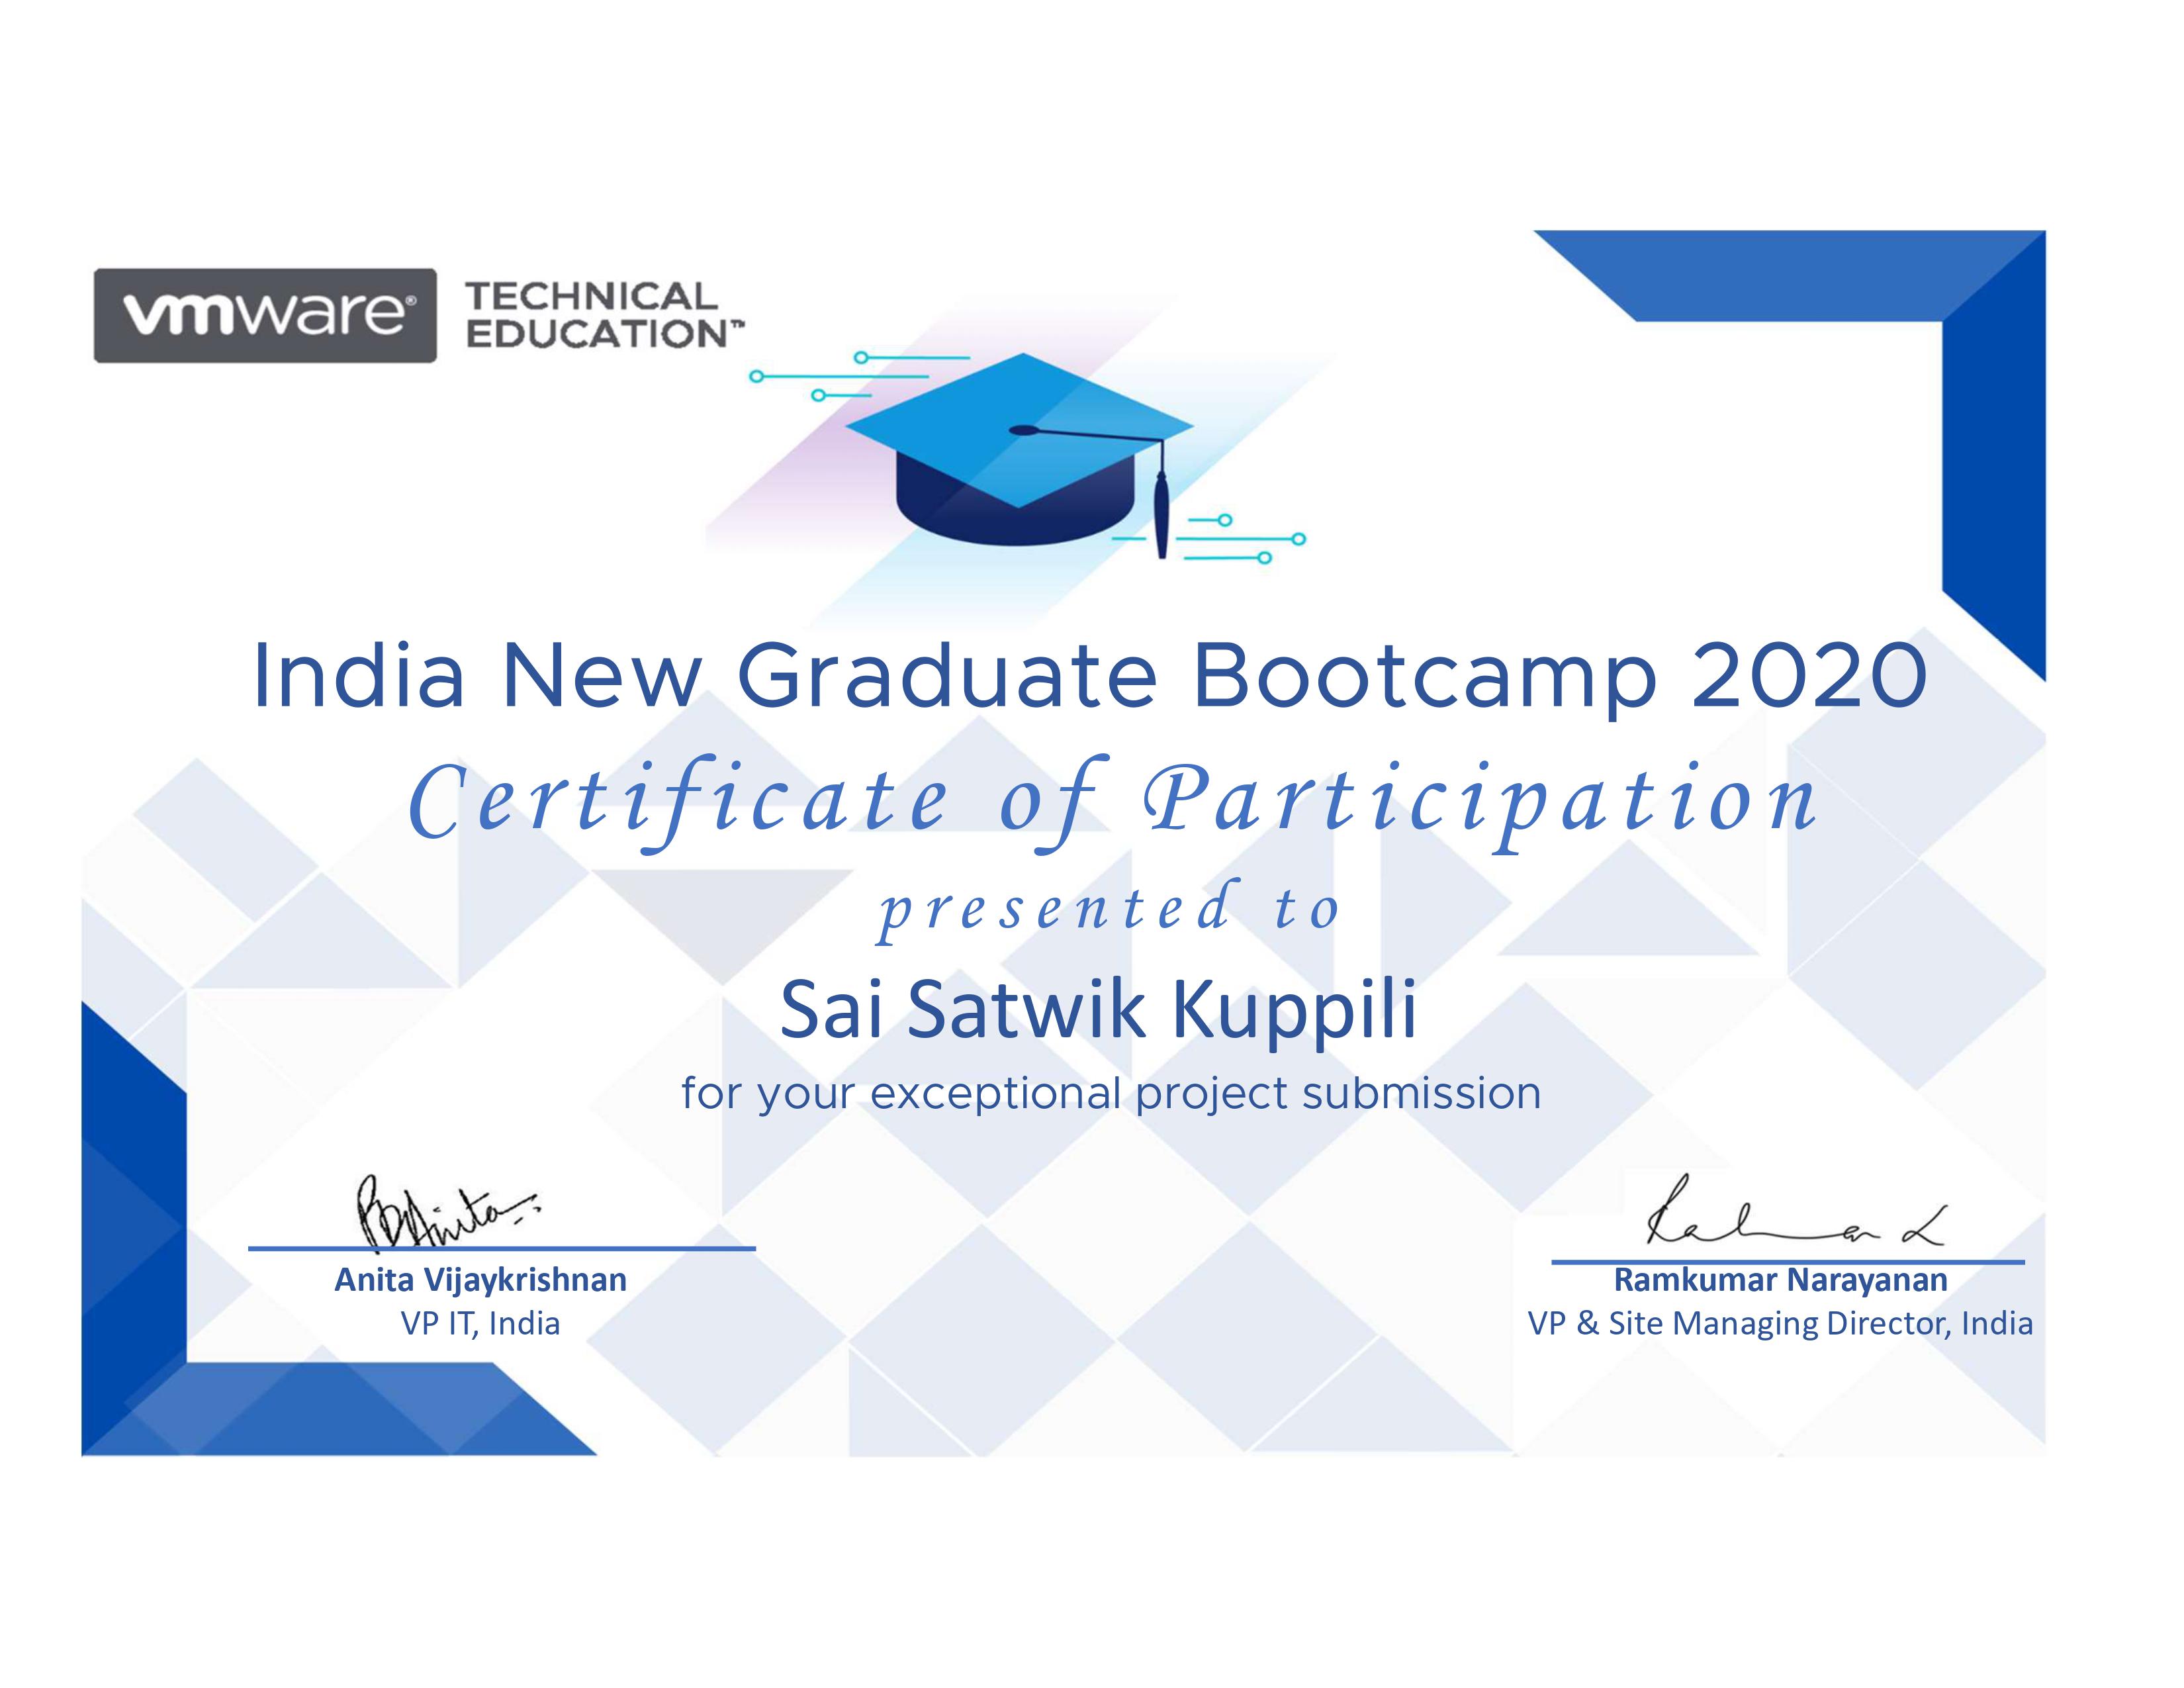 vmware® TECHNICAL
EDUCATION™
India New Graduate Bootcamp 2020
Certificate of Participation
presented to
Sai Satwik Kuppili
for your exceptional project submission
Anita Vijaykrishnan
VP IT, India
Ramkumar Narayanan
VP & Site Managing Director, India